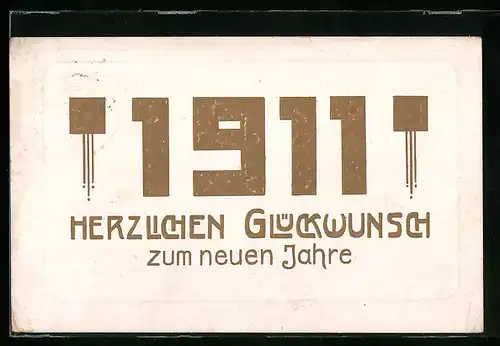 1911
HERZLICHEN GLÜCKWUNSCH
zum neuen Jahre